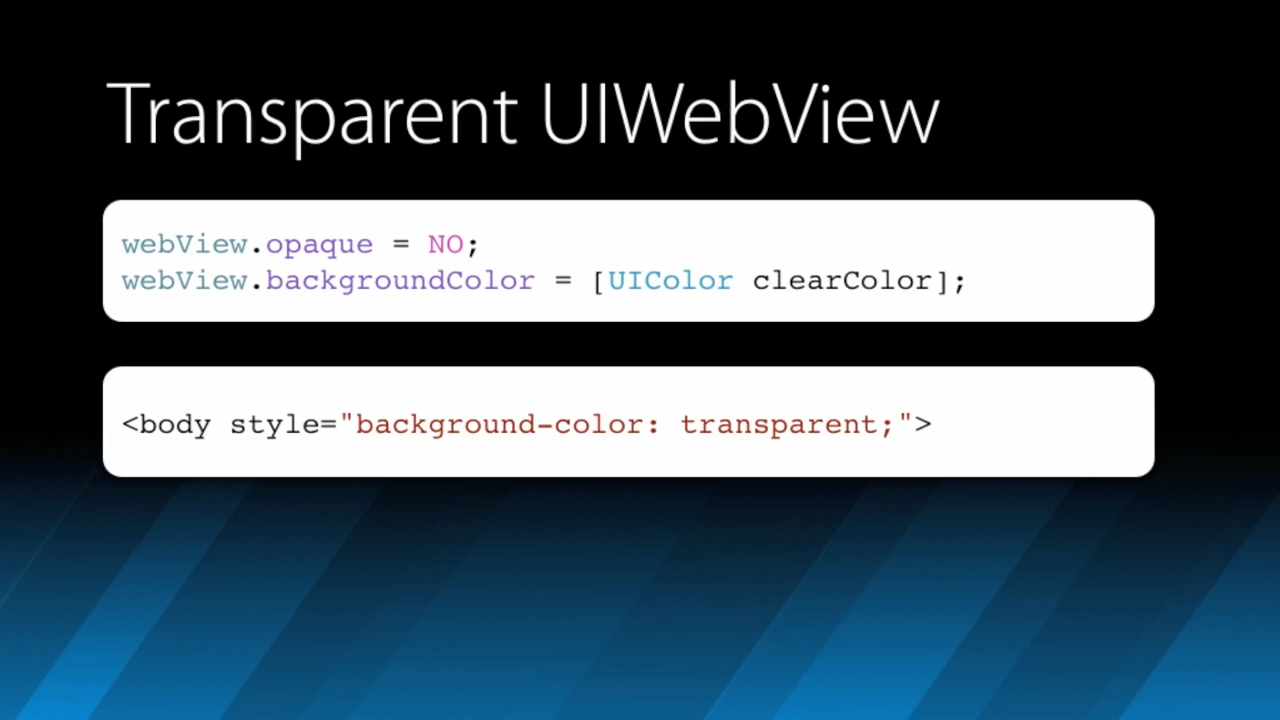 Transparent UIWebView
webView.opaque = NO;
webView.backgroundColor = [UIColor clearColor];
<body style="background-color: transparent;">